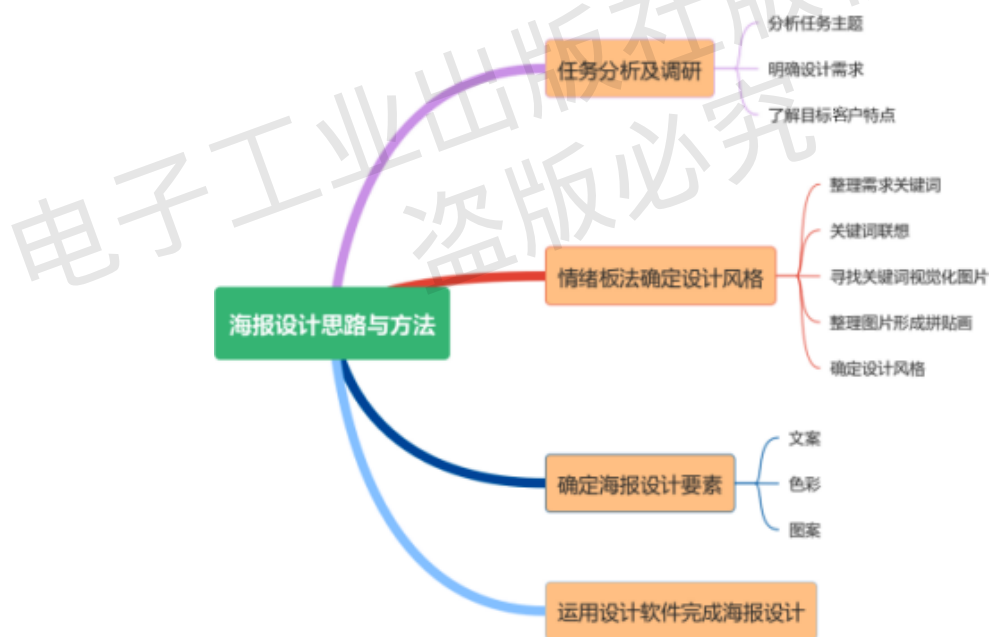 电子工业出版社版权
盗版必究
任务分析及调研
分析任务主题
明确设计需求
了解目标客户特点
海报设计思路与方法
情绪板法确定设计风格
整理需求关键词
关键词联想
寻找关键词视觉化图片
整理图片形成拼贴画
确定设计风格
确定海报设计要素
文案
色彩
图案
运用设计软件完成海报设计